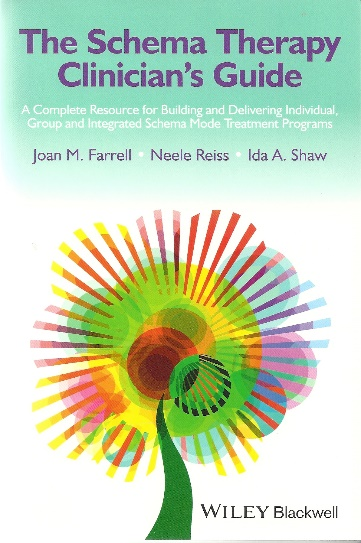 The Schema Therapy
Clinician's Guide
A Complete Resource for Building and Delivering Individual,
Group and Integrated Schema Mode Treatment Programs
Joan M. Farrell • Neele Reiss • Ida A. Shaw
WILEY Blackwell